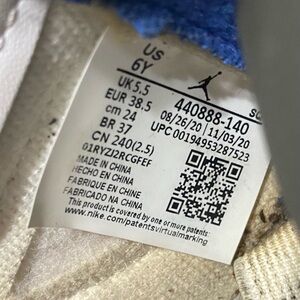 US
6Y
UK 5.5
EUR 38.5
cm 24
BR 37
CN 240(2.5)
440888-140
08/26/20 11/03/20
UPC 00194953287523
01RYZJ2RCGFEF
MADE IN CHINA
HECHO EN CHINA
FABRIQUE EN CHINE
FABRICADO NA CHINA
This product is covered by one or more patents:
www.nike.com/patentsvirtualmarking